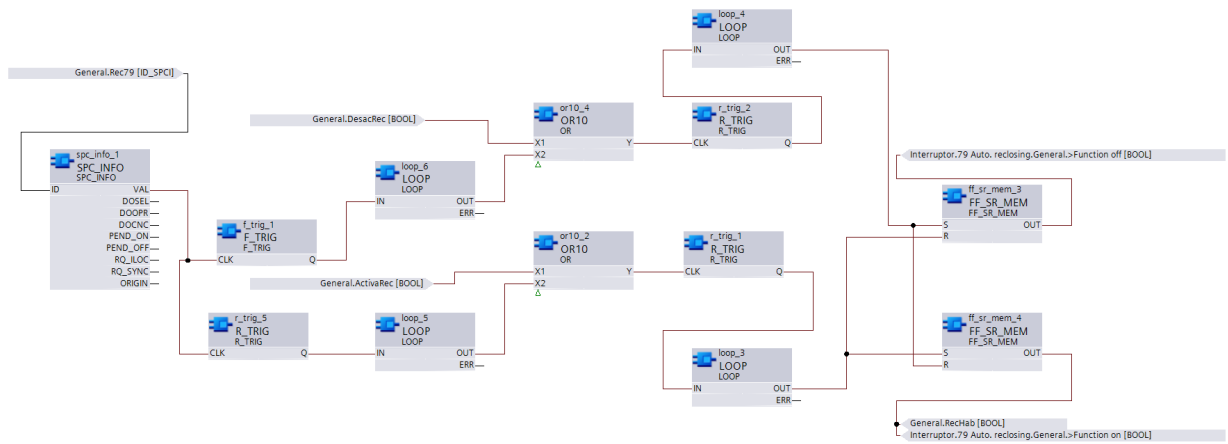 loop_4
LOOP
LOOP
IN OUT
ERR
General.Rec79 [ID_SPCI]
General.DesacRec [BOOL]
or10_4
OR10
OR
X1 Y
X2
r_trig_2
R_TRIG
R_TRIG
CLK Q
spc_info_1
SPC_INFO
SPC_INFO
ID VAL
DOSEL
DOOPR
DOCNC
PEND_ON
PEND_OFF
RQ_ILOC
RQ_SYNC
ORIGIN
loop_6
LOOP
LOOP
IN OUT
ERR
Interruptor.79 Auto. reclosing.General.>Function off [BOOL]
ff_sr_mem_3
FF_SR_MEM
FF_SR_MEM
S OUT
R
f_trig_1
F_TRIG
F_TRIG
CLK Q
General.ActivaRec [BOOL]
or10_2
OR10
OR
X1 Y
X2
r_trig_1
R_TRIG
R_TRIG
CLK Q
r_trig_5
R_TRIG
R_TRIG
CLK Q
loop_5
LOOP
LOOP
IN OUT
ERR
loop_3
LOOP
LOOP
IN OUT
ERR
ff_sr_mem_4
FF_SR_MEM
FF_SR_MEM
S OUT
R
General.RecHab [BOOL]
Interruptor.79 Auto. reclosing.General.>Function on [BOOL]